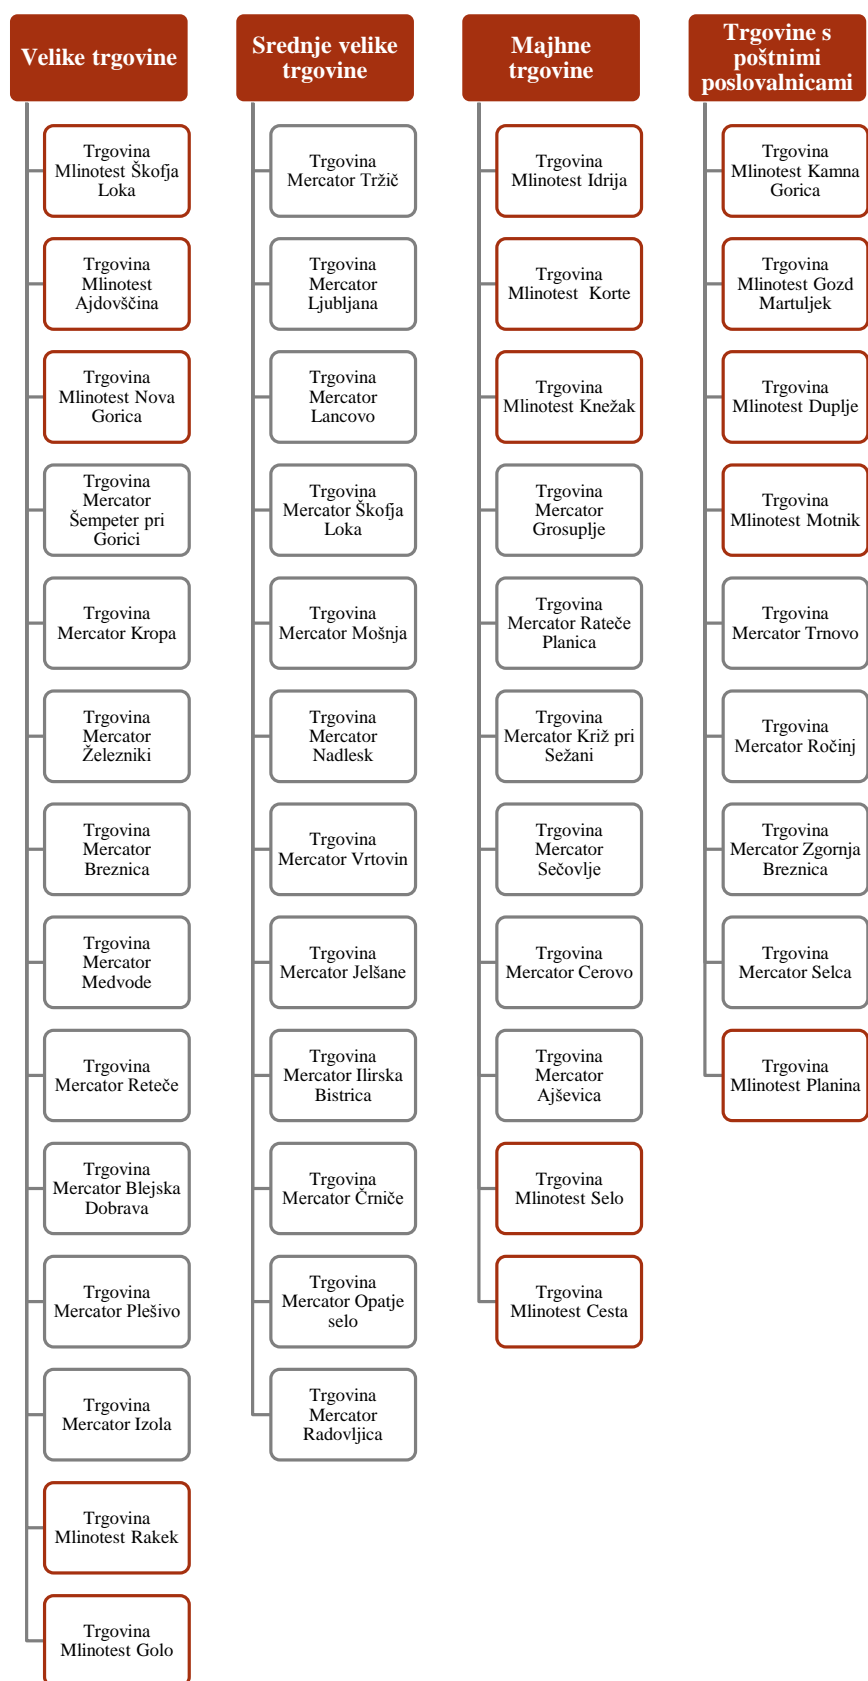 Velike trgovine
Trgovina
Mlinotest Škofja
Loka
Trgovina
Mlinotest
Ajdovščina
Trgovina
Mlinotest Nova
Gorica
Trgovina
Mercator
Šempeter pri
Gorici
Trgovina
Mercator Kropa
Trgovina
Mercator
Železniki
Trgovina
Mercator
Breznica
Trgovina
Mercator
Medvode
Trgovina
Mercator Reteče
Trgovina
Mercator Blejska
Dobrava
Trgovina
Mercator Plešivo
Trgovina
Mercator Izola
Trgovina
Mlinotest Rakek
Trgovina
Mlinotest Golo
Srednje velike
trgovine
Trgovina
Mercator Tržič
Trgovina
Mercator
Ljubljana
Trgovina
Mercator
Lancovo
Trgovina
Mercator Škofja
Loka
Trgovina
Mercator Mošnja
Trgovina
Mercator
Nadlesk
Trgovina
Mercator Vrtovin
Trgovina
Mercator Jelšane
Trgovina
Mercator Ilirska
Bistrica
Trgovina
Mercator Črniče
Trgovina
Mercator Opatje
selo
Trgovina
Mercator
Radovljica
Majhne
trgovine
Trgovina
Mlinotest Idrija
Trgovina
Mlinotest Korte
Trgovina
Mlinotest Knežak
Trgovina
Mercator
Grosuplje
Trgovina
Mercator Rateče
Planica
Trgovina
Mercator Križ pri
Sežani
Trgovina
Mercator
Sečovlje
Trgovina
Mercator Cerovo
Trgovina
Mercator
Ajševica
Trgovina
Mlinotest Selo
Trgovina
Mlinotest Cesta
Trgovine s
poštnimi
poslovalnicami
Trgovina
Mlinotest Kamna
Gorica
Trgovina
Mlinotest Gozd
Martuljek
Trgovina
Mlinotest Duplje
Trgovina
Mlinotest Motnik
Trgovina
Mercator Trnovo
Trgovina
Mercator Ročinj
Trgovina
Mercator Zgornja
Breznica
Trgovina
Mercator Selca
Trgovina
Mlinotest Planina